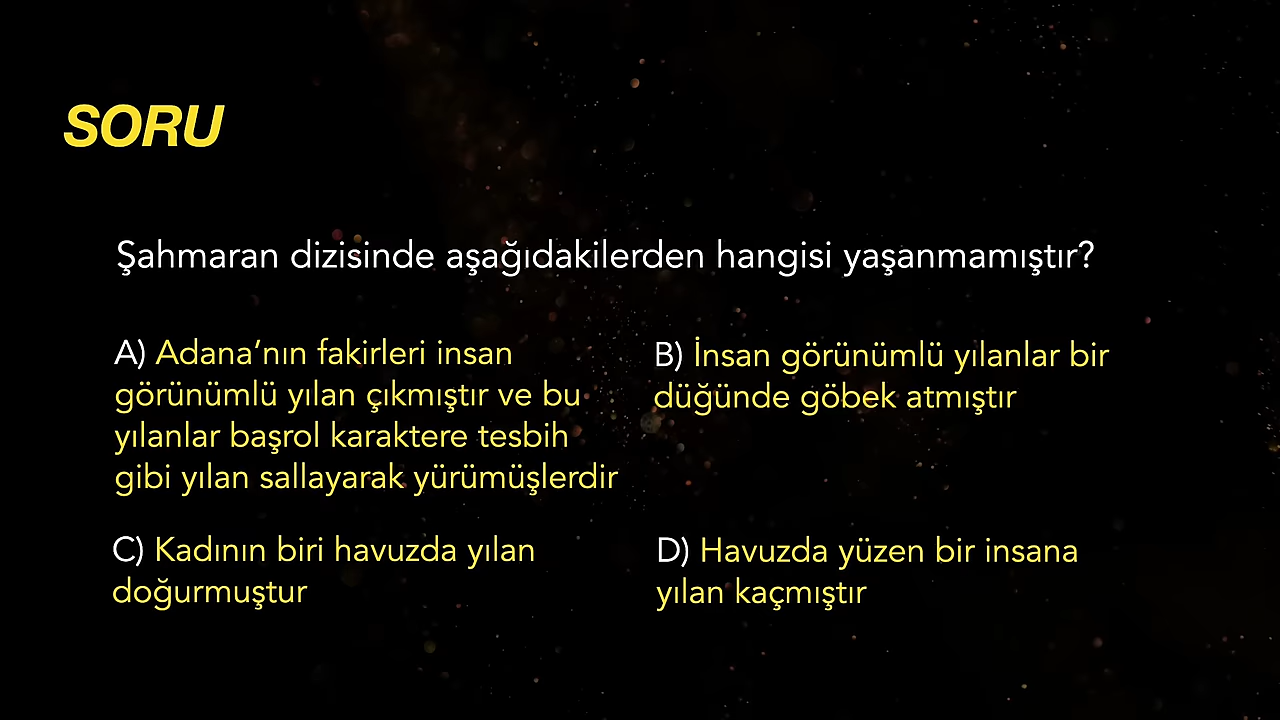 SORU
Şahmaran dizisinde aşağıdakilerden hangisi yaşanmamıştır?
A) Adana’nın fakirleri insan
görünümlü yılan çıkmıştır ve bu
yılanlar başrol karaktere tesbih
gibi yılan sallayarak yürümüşlerdir
B) İnsan görünümlü yılanlar bir
düğünde göbek atmıştır
C) Kadının biri havuzda yılan
doğurmuştur
D) Havuzda yüzen bir insana
yılan kaçmıştır